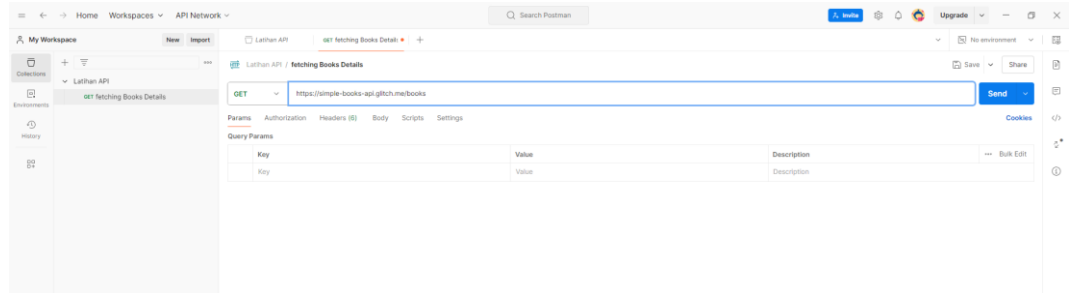 Home Workspaces API Network Search Postman Invite Upgrade
My Workspace New Import Latihan API GET fetching Books Detail No environment
Collections
Latihan API
GET fetching Books Details
Environments
History
Latihan API / fetching Books Details Save Share
GET https://simple-books-api.glitch.me/books Send
Params Authorization Headers (6) Body Scripts Settings Cookies
Query Params
Key Value Description Bulk Edit
Key Value Description